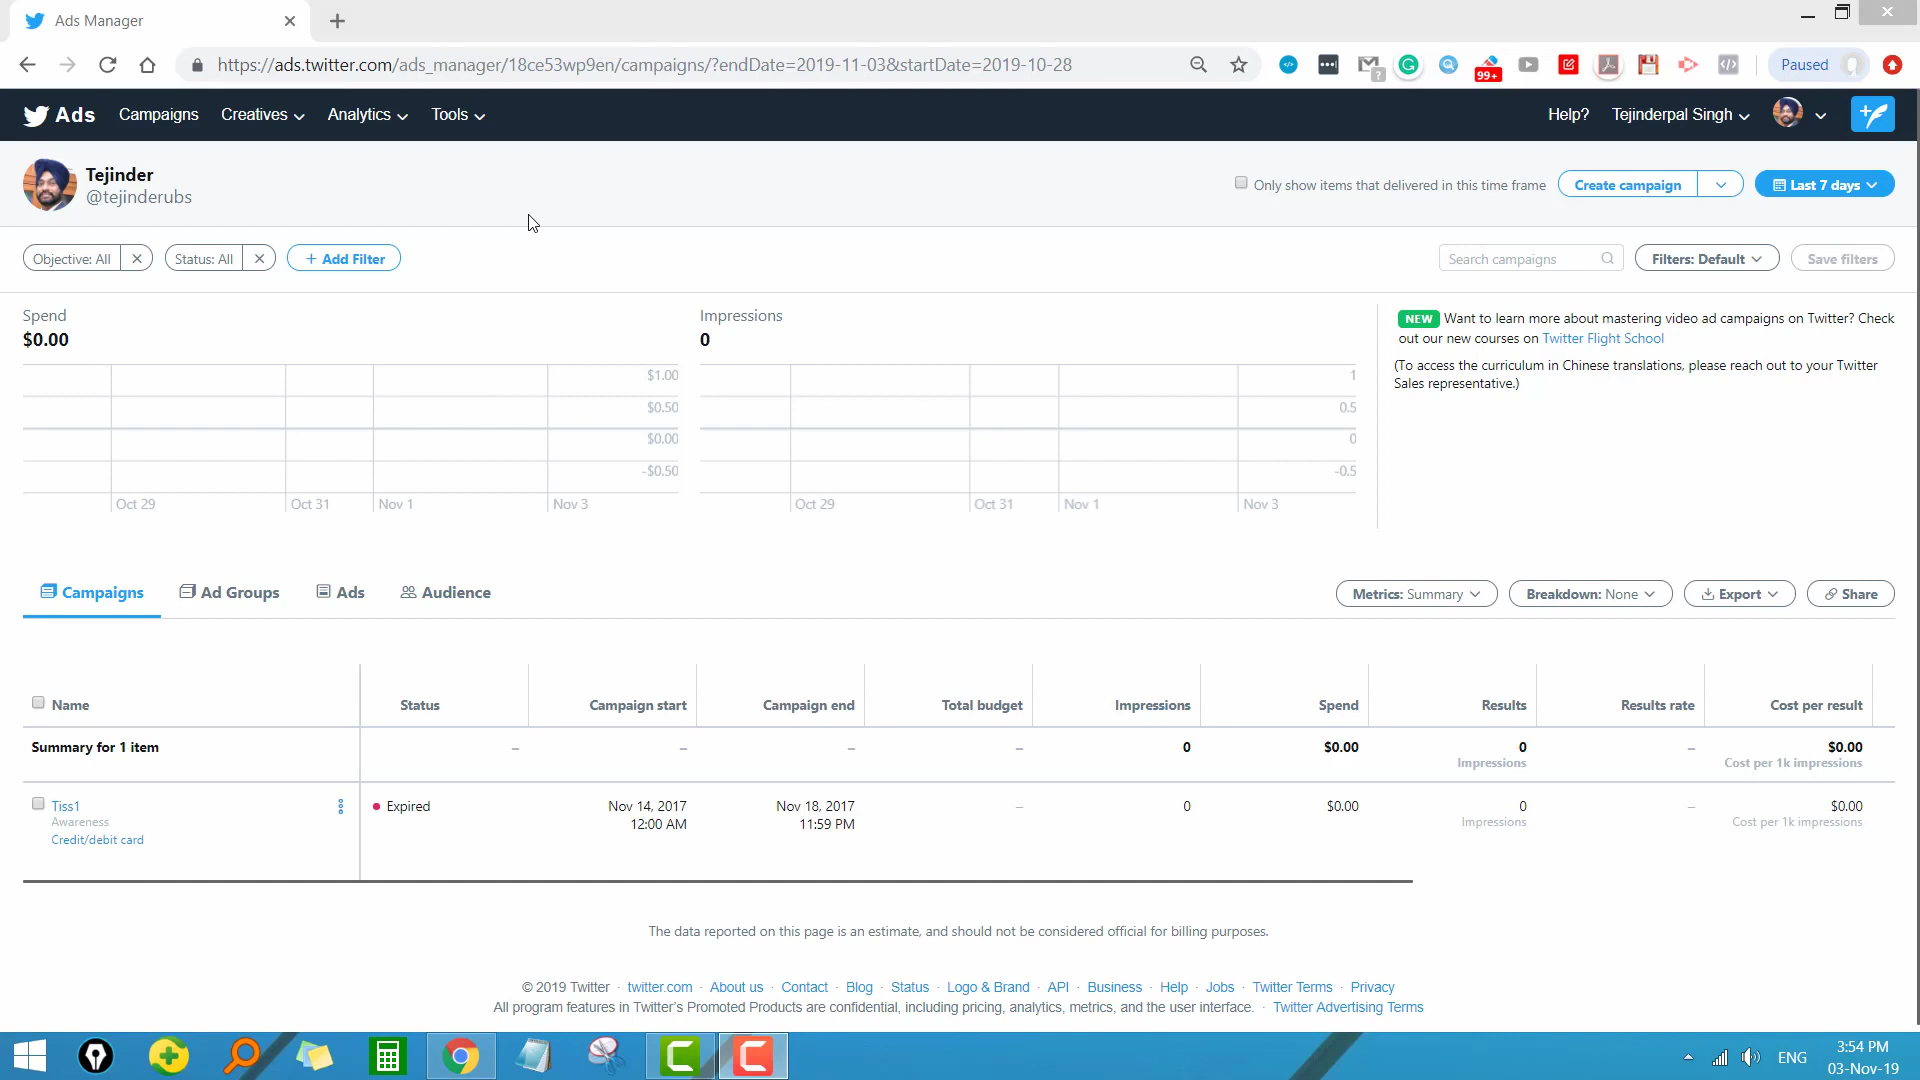 Ads Manager
https://ads.twitter.com/ads_manager/18ce53wp9en/campaigns/?endDate=2019-11-03&startDate=2019-10-28
?
99+
Paused
Ads
Campaigns
Creatives
Analytics
Tools
Help?
Tejinderpal Singh
Tejinder
@tejinderubs
Only show items that delivered in this time frame
Create campaign
Last 7 days
Objective: All
Status: All
+ Add Filter
Search campaigns
Filters: Default
Save filters
Spend
$0.00
$1.00
$0.50
$0.00
-$0.50
Oct 29
Oct 31
Nov 1
Nov 3
Impressions
0
1
0.5
0
-0.5
Oct 29
Oct 31
Nov 1
Nov 3
NEW Want to learn more about mastering video ad campaigns on Twitter? Check
out our new courses on Twitter Flight School
(To access the curriculum in Chinese translations, please reach out to your Twitter
Sales representative.)
Campaigns
Ad Groups
Ads
Audience
Metrics: Summary
Breakdown: None
Export
Share
Name
Status
Campaign start
Campaign end
Total budget
Impressions
Spend
Results
Results rate
Cost per result
Summary for 1 item
–
–
–
–
0
$0.00
0
Impressions
–
$0.00
Cost per 1k impressions
Tiss1
Awareness
Credit/debit card
Expired
Nov 14, 2017
12:00 AM
Nov 18, 2017
11:59 PM
–
0
$0.00
0
Impressions
–
$0.00
Cost per 1k impressions
The data reported on this page is an estimate, and should not be considered official for billing purposes.
© 2019 Twitter · twitter.com · About us · Contact · Blog · Status · Logo & Brand · API · Business · Help · Jobs · Twitter Terms · Privacy
All program features in Twitter's Promoted Products are confidential, including pricing, analytics, metrics, and the user interface. · Twitter Advertising Terms
ENG
3:54 PM
03-Nov-19